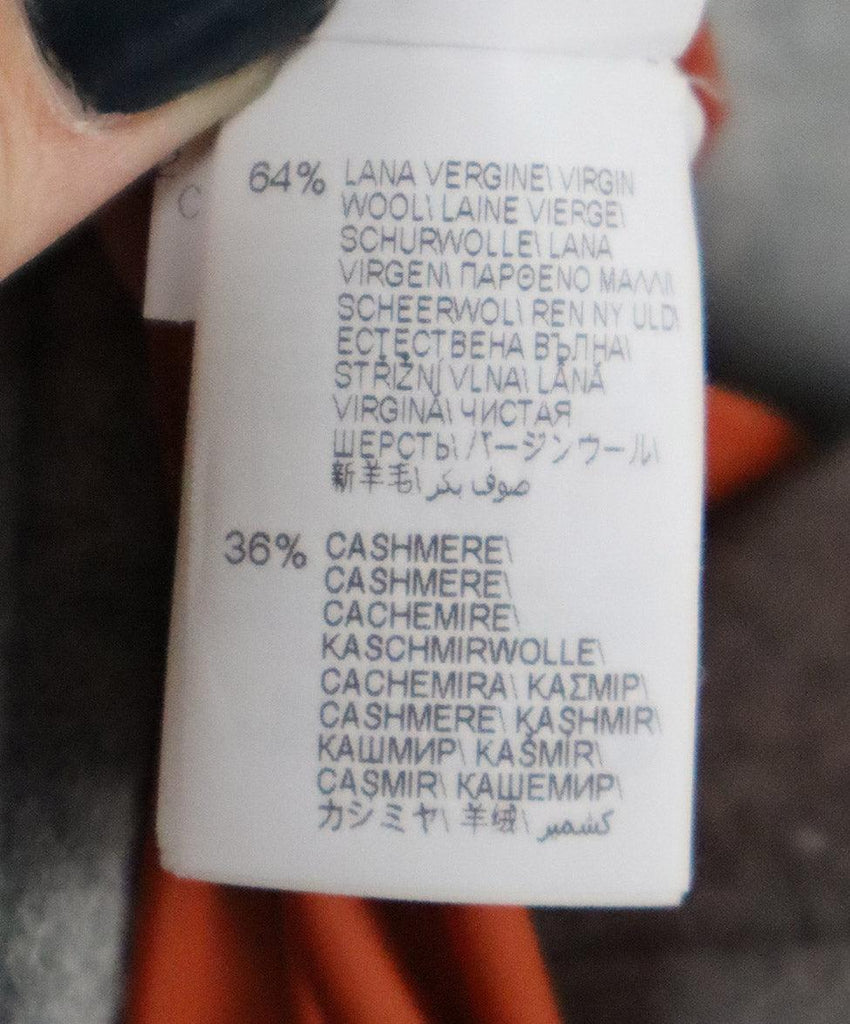 64% LANA VERGINE\ VIRGIN
WOOL\ LAINE VIERGE\
SCHURWOLLE\ LANA
VIRGEN\ ΠΑΡΘΕΝΟ ΜΑΛΛΙ\
SCHEERWOL\ REN NY ULD\
ЕСТЕСТВЕНА ВЪЛНА\
STŘIŽNÍ VLNA\ LÂNĂ
VIRGINĂ\ ЧИСТАЯ
ШЕРСТЬ\ バージンウール\
新羊毛\ صوف بكر
36% CASHMERE\
CASHMERE\
CACHEMIRE\
KASCHMIRWOLLE\
CACHEMIRA\ ΚΑΣΜΙΡ\
CASHMERE\ KASHMIR\
КАШМИР\ KAŠMÍR\
CAŞMIR\ КАШЕМИР\
カシミヤ\ 羊绒\ كشمير
C